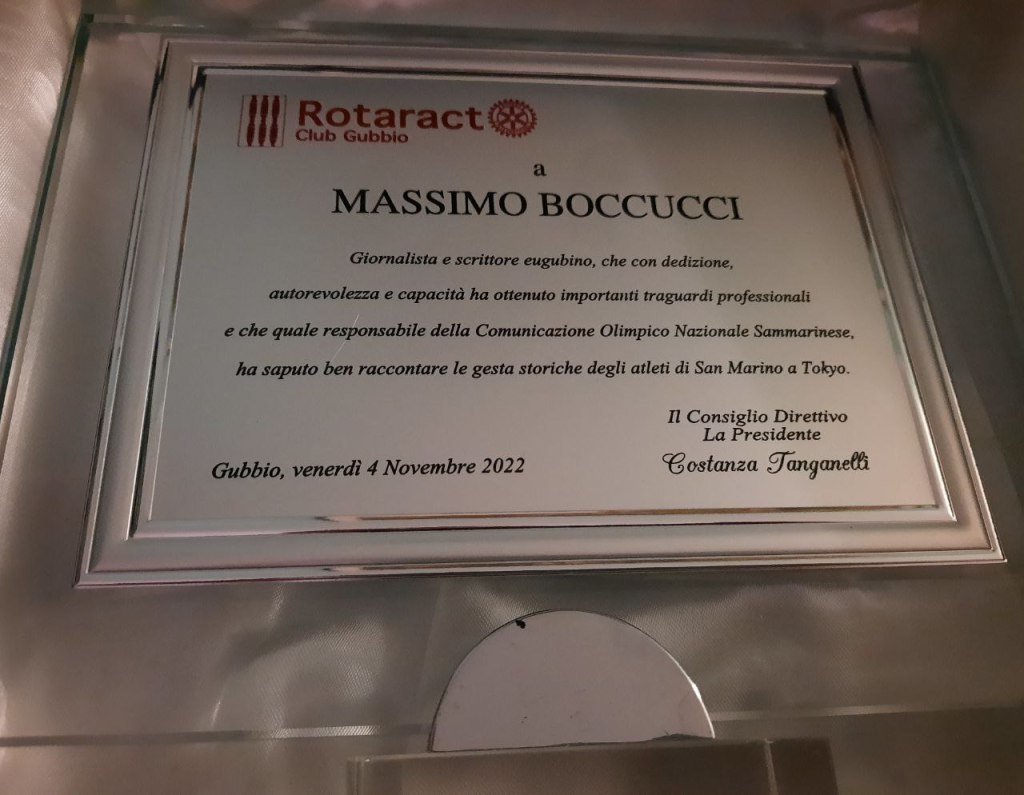 Rotaract
Club Gubbio
a
MASSIMO BOCCUCCI
Giornalista e scrittore eugubino, che con dedizione,
autorevolezza e capacità ha ottenuto importanti traguardi professionali
e che quale responsabile della Comunicazione Olimpico Nazionale Sammarinese,
ha saputo ben raccontare le gesta storiche degli atleti di San Marino a Tokyo.
Il Consiglio Direttivo
La Presidente
Costanza Tanganelli
Gubbio, venerdì 4 Novembre 2022